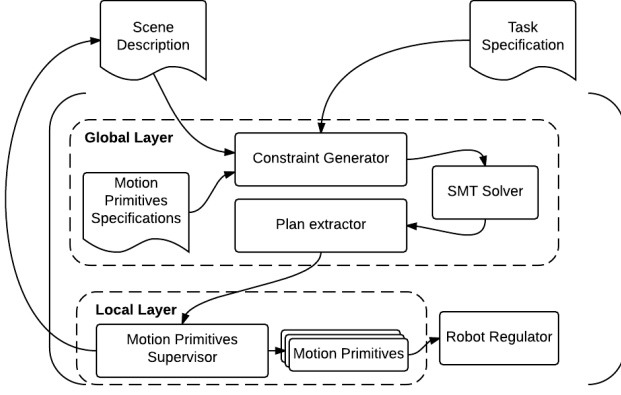 Scene
Description
Task
Specification
Global Layer
Constraint Generator
Motion
Primitives
Specifications
SMT Solver
Plan extractor
Local Layer
Motion Primitives
Supervisor
Motion Primitives
Robot Regulator